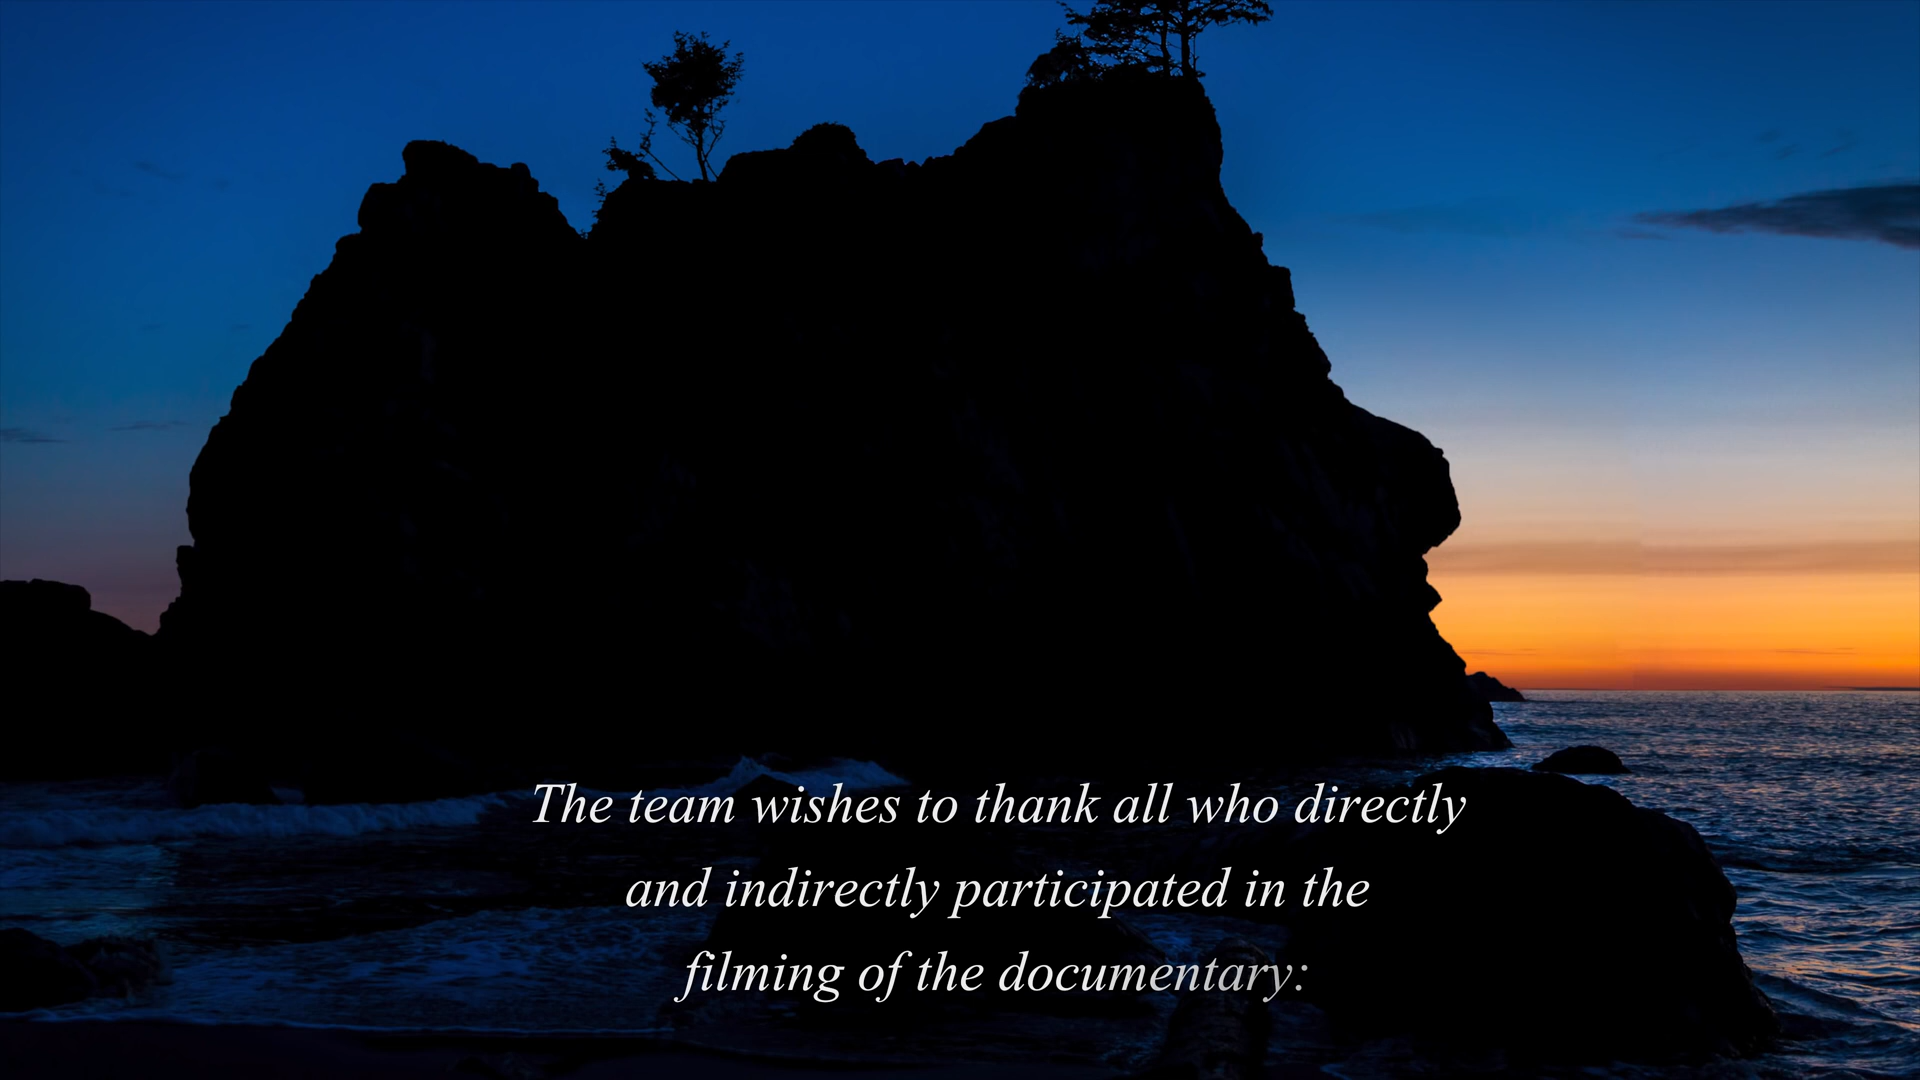 The team wishes to thank all who directly
and indirectly participated in the
filming of the documentary: